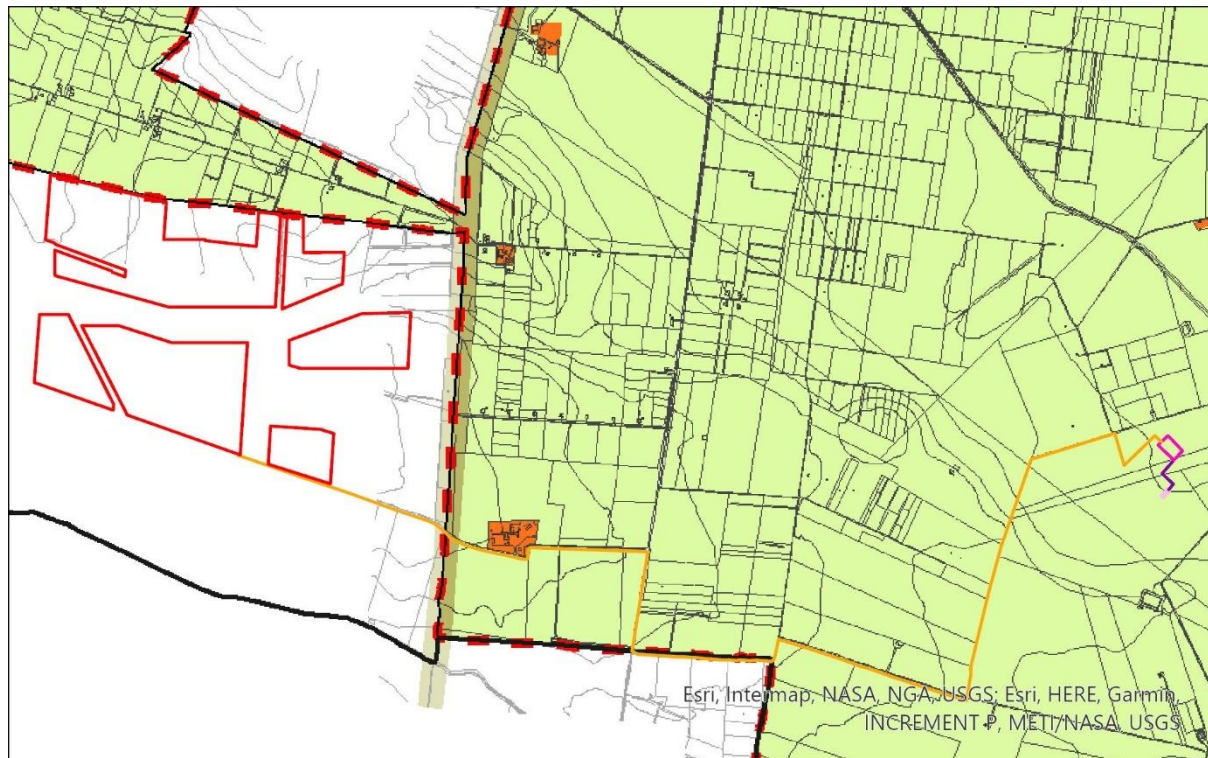 Esri, Intermap, NASA, NGA, USGS; Esri, HERE, Garmin,
INCREMENT P, METI/NASA, USGS